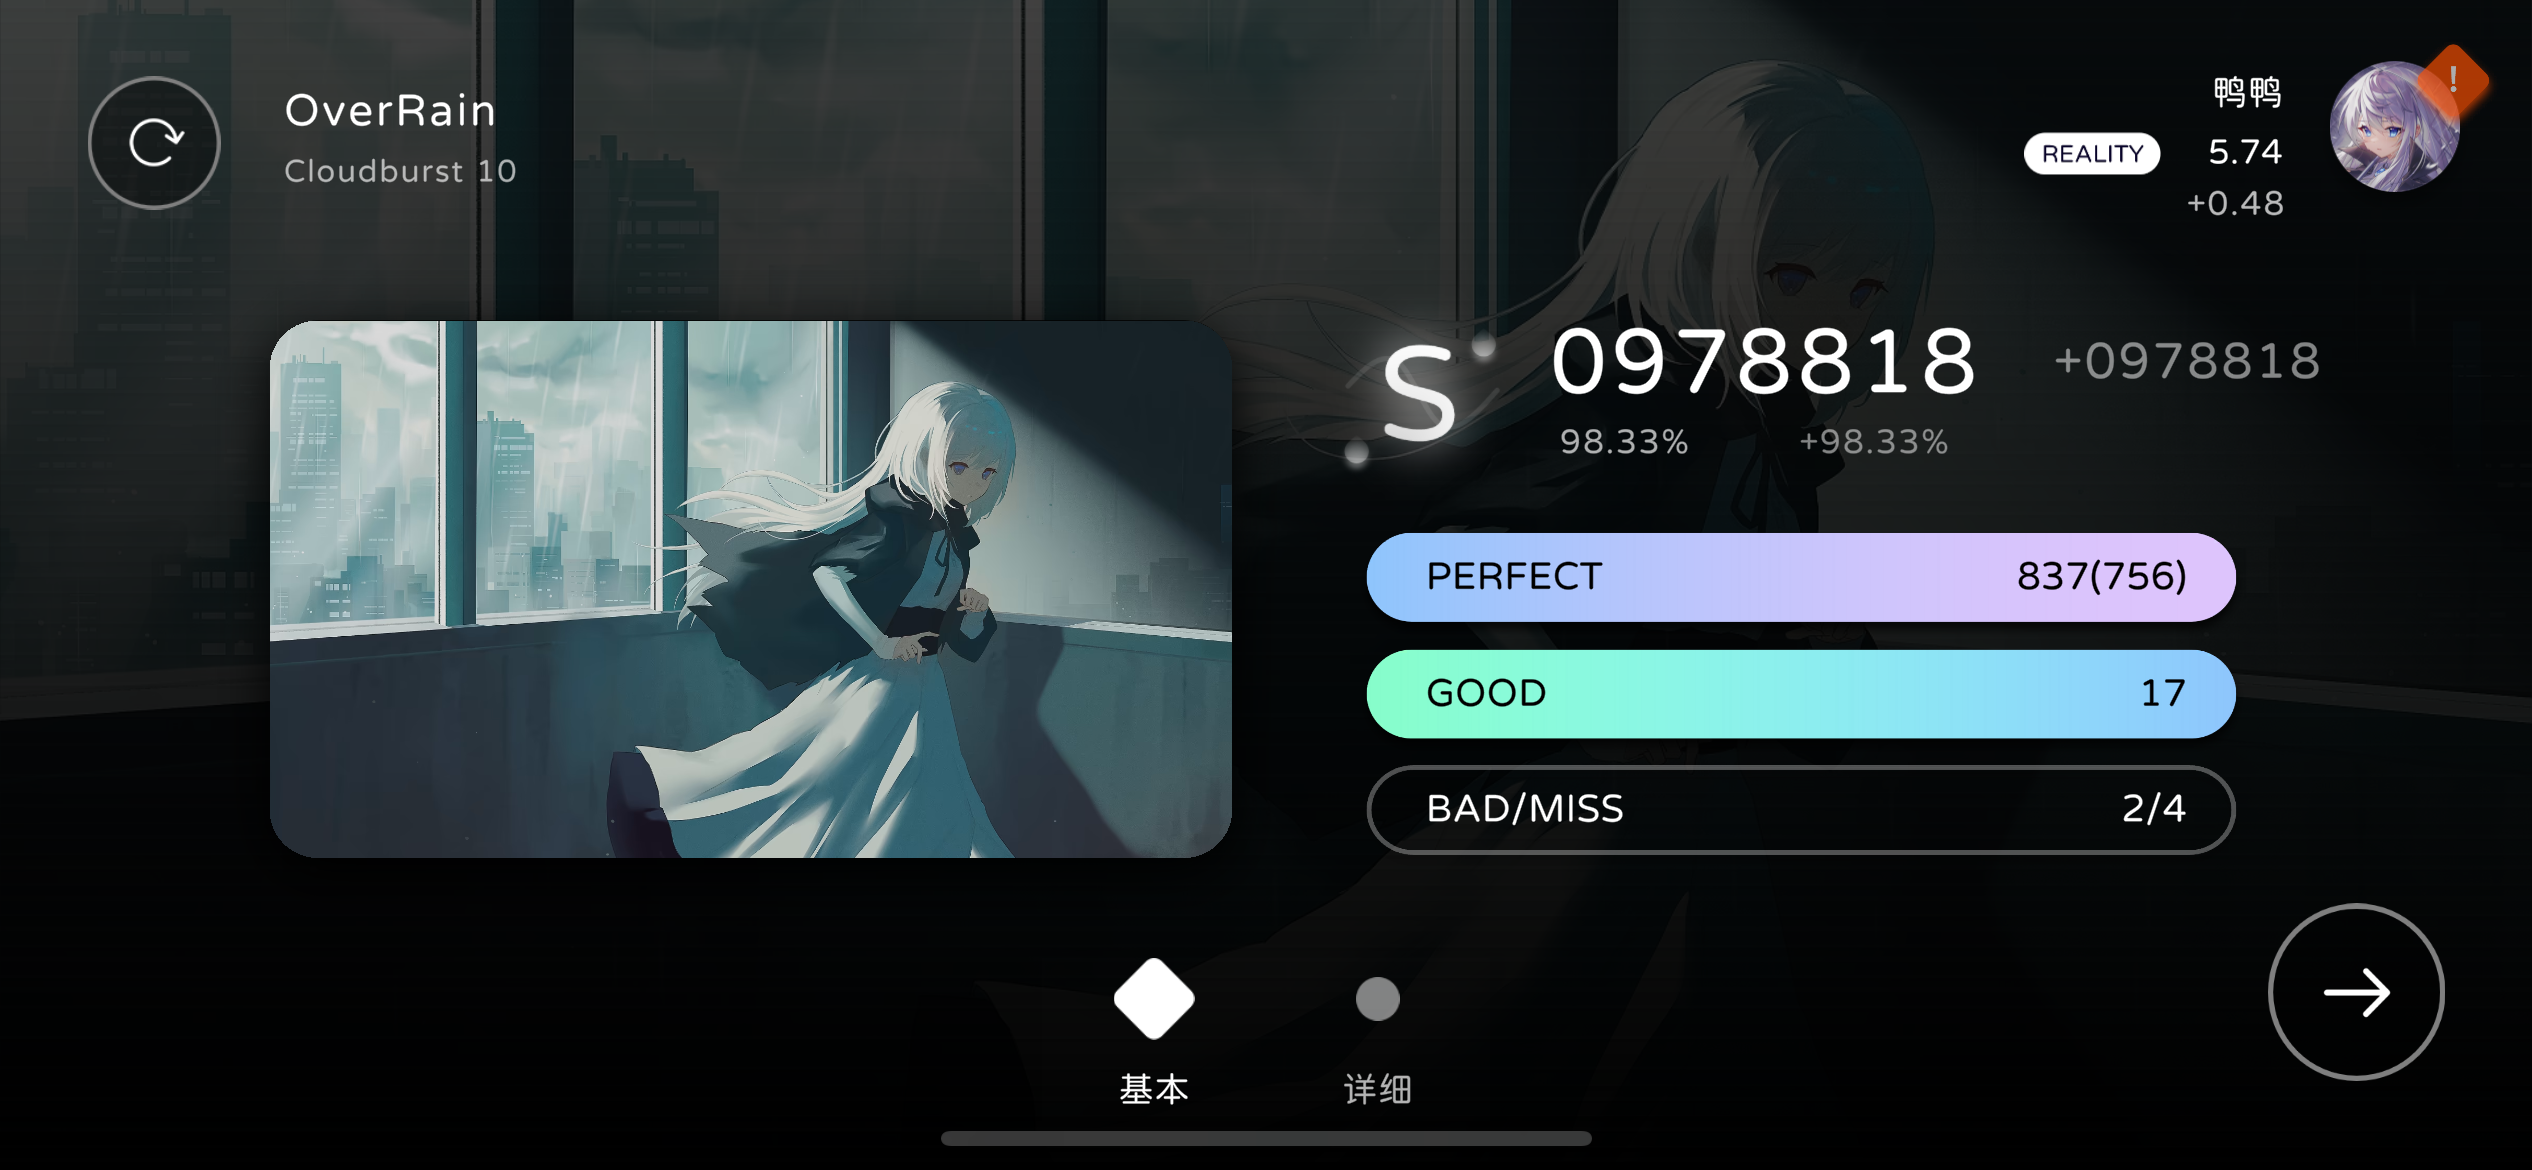 OverRain
Cloudburst 10
鸭鸭
REALITY 5.74
+0.48
!
S 0978818 +0978818
98.33% +98.33%
PERFECT 837(756)
GOOD 17
BAD/MISS 2/4
基本 详细